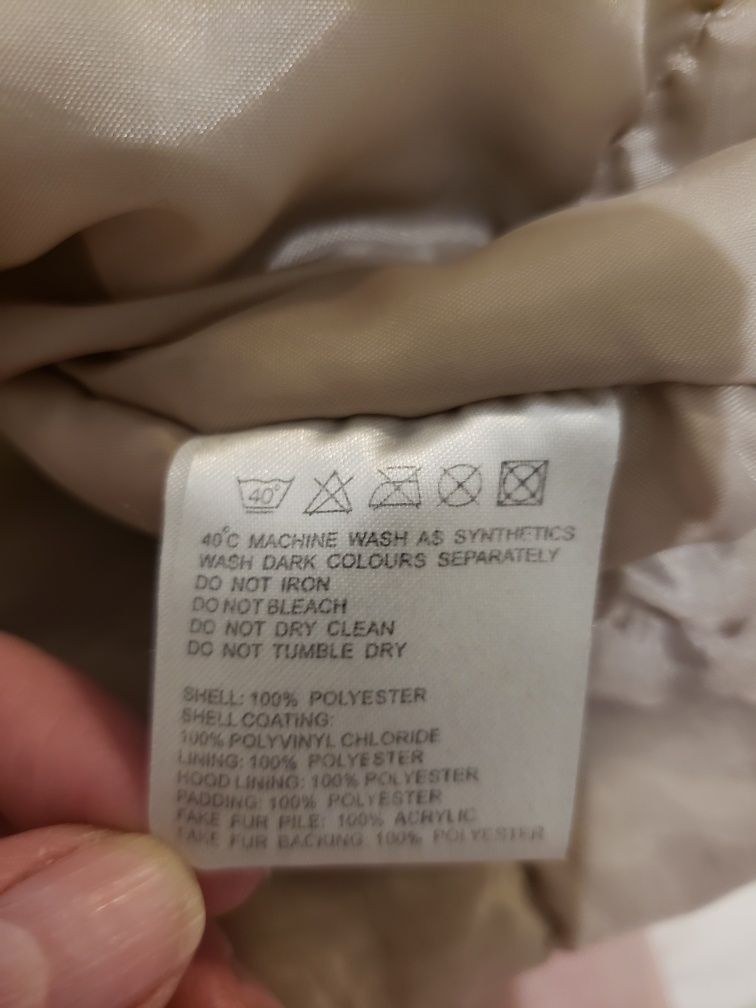 40°
40°C MACHINE WASH AS SYNTHETICS
WASH DARK COLOURS SEPARATELY
DO NOT IRON
DO NOT BLEACH
DO NOT DRY CLEAN
DO NOT TUMBLE DRY
SHELL: 100% POLYESTER
SHELL COATING:
100% POLYVINYL CHLORIDE
LINING: 100% POLYESTER
HOOD LINING: 100% POLYESTER
PADDING: 100% POLYESTER
FAKE FUR PILE: 100% ACRYLIC
FAKE FUR BACKING: 100% POLYESTER